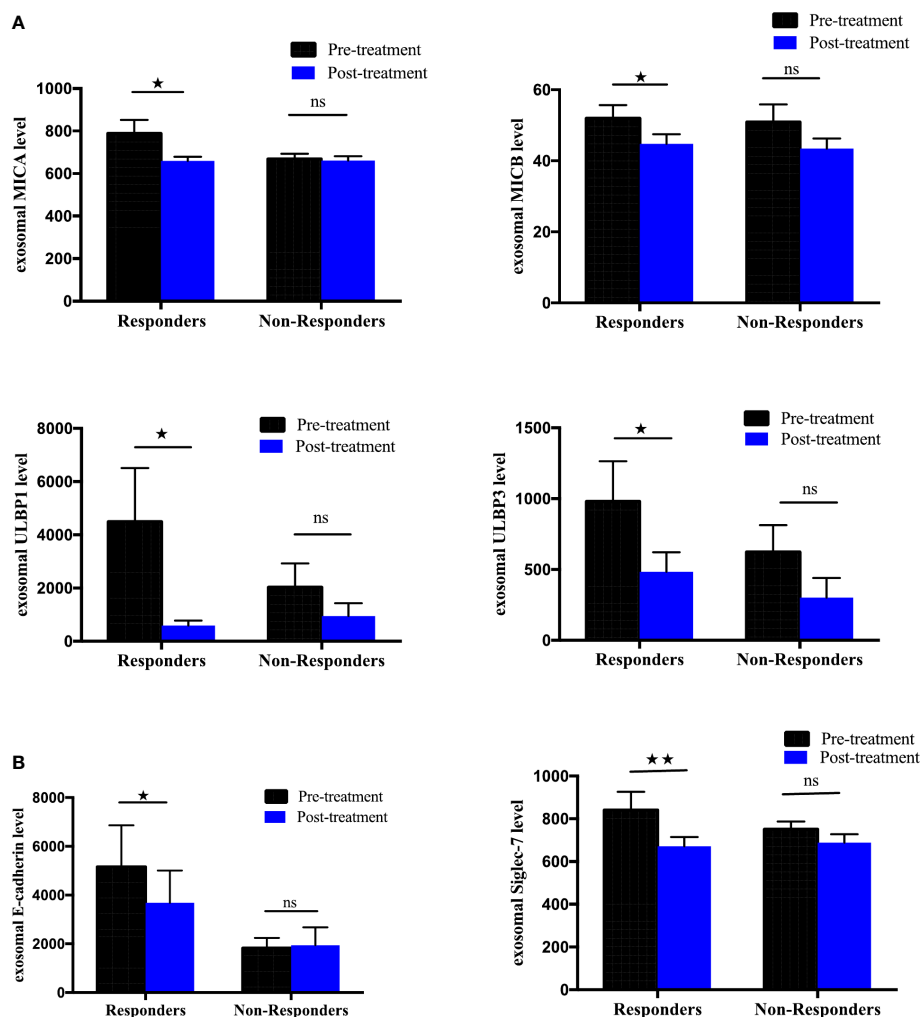 A
Pre-treatment
Post-treatment
★
ns
exosomal MICA level
1000
800
600
400
200
0
Responders Non-Responders
Pre-treatment
Post-treatment
★
ns
exosomal MICB level
60
40
20
0
Responders Non-Responders
Pre-treatment
Post-treatment
★
ns
exosomal ULBP1 level
8000
6000
4000
2000
0
Responders Non-Responders
Pre-treatment
Post-treatment
★
ns
exosomal ULBP3 level
1500
1000
500
0
Responders Non-Responders
B
Pre-treatment
Post-treatment
★
ns
exosomal E-cadherin level
8000
6000
4000
2000
0
Responders Non-Responders
Pre-treatment
Post-treatment
★★
ns
exosomal Siglec-7 level
1000
800
600
400
200
0
Responders Non-Responders